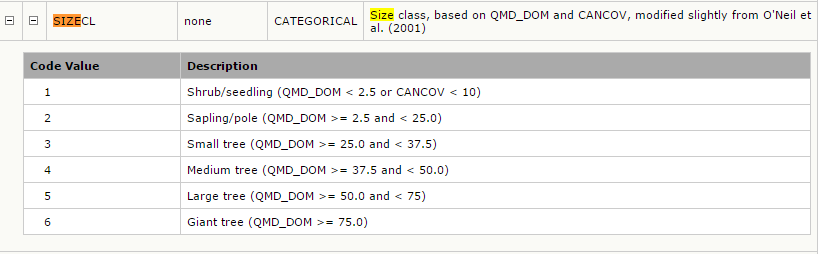 SIZECL none CATEGORICAL Size class, based on QMD_DOM and CANCOV, modified slightly from O'Neil et
al. (2001)
Code Value Description
1 Shrub/seedling (QMD_DOM < 2.5 or CANCOV < 10)
2 Sapling/pole (QMD_DOM >= 2.5 and < 25.0)
3 Small tree (QMD_DOM >= 25.0 and < 37.5)
4 Medium tree (QMD_DOM >= 37.5 and < 50.0)
5 Large tree (QMD_DOM >= 50.0 and < 75)
6 Giant tree (QMD_DOM >= 75.0)